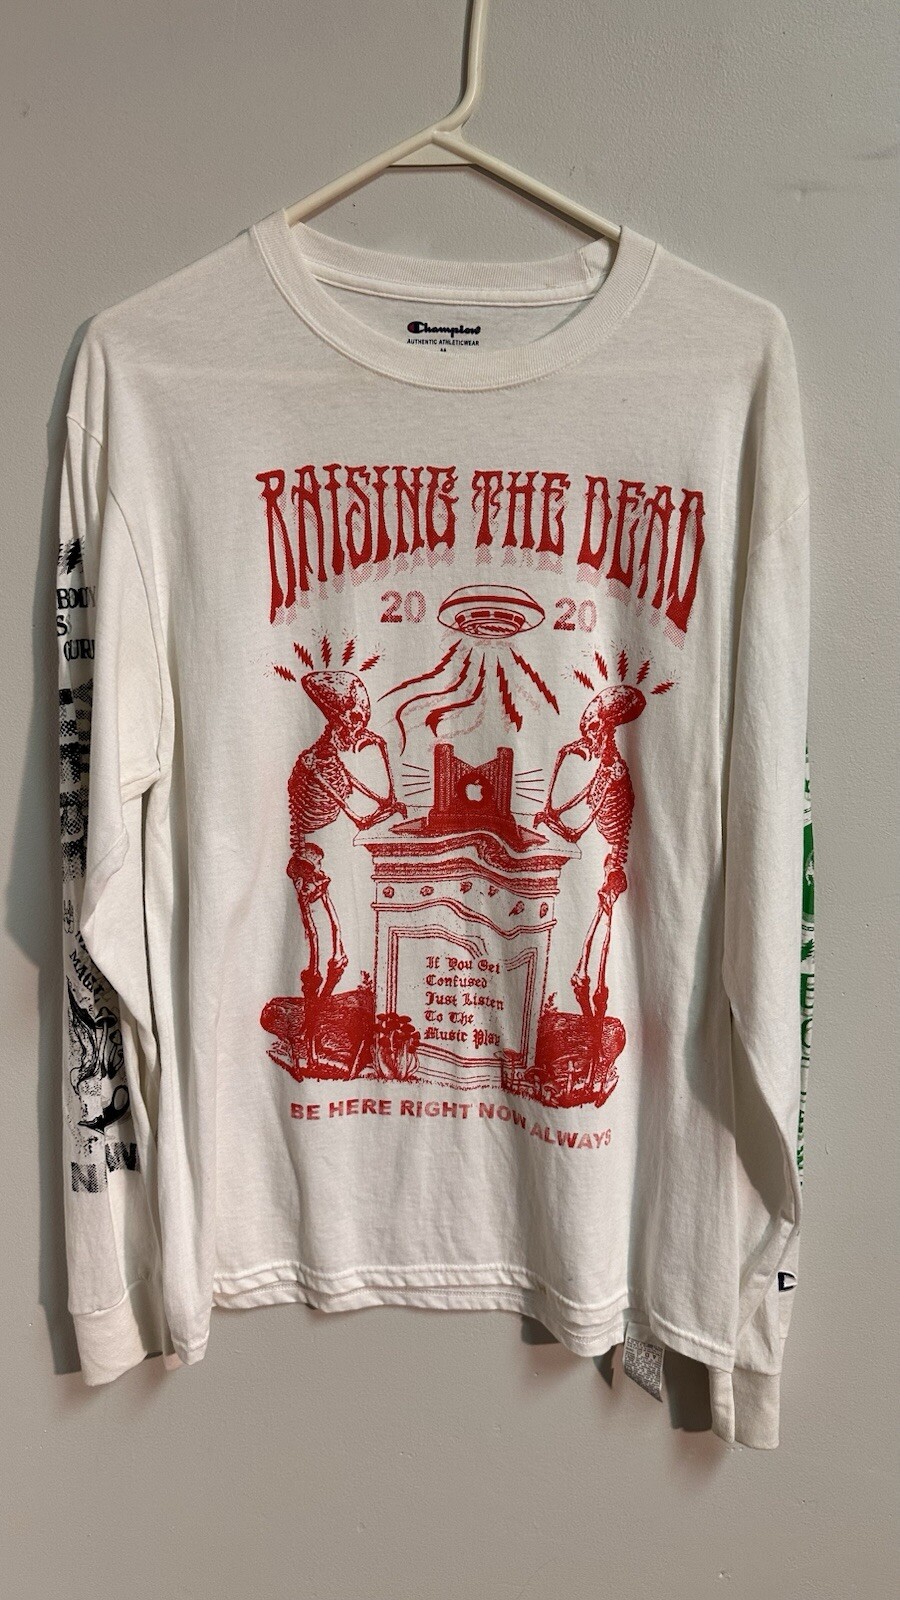 Champion
AUTHENTIC ATHLETICWEAR
M
RAISING THE DEAD
20 20
If You Get
Confused
Just Listen
To The
Music Play
BE HERE RIGHT NOW ALWAYS